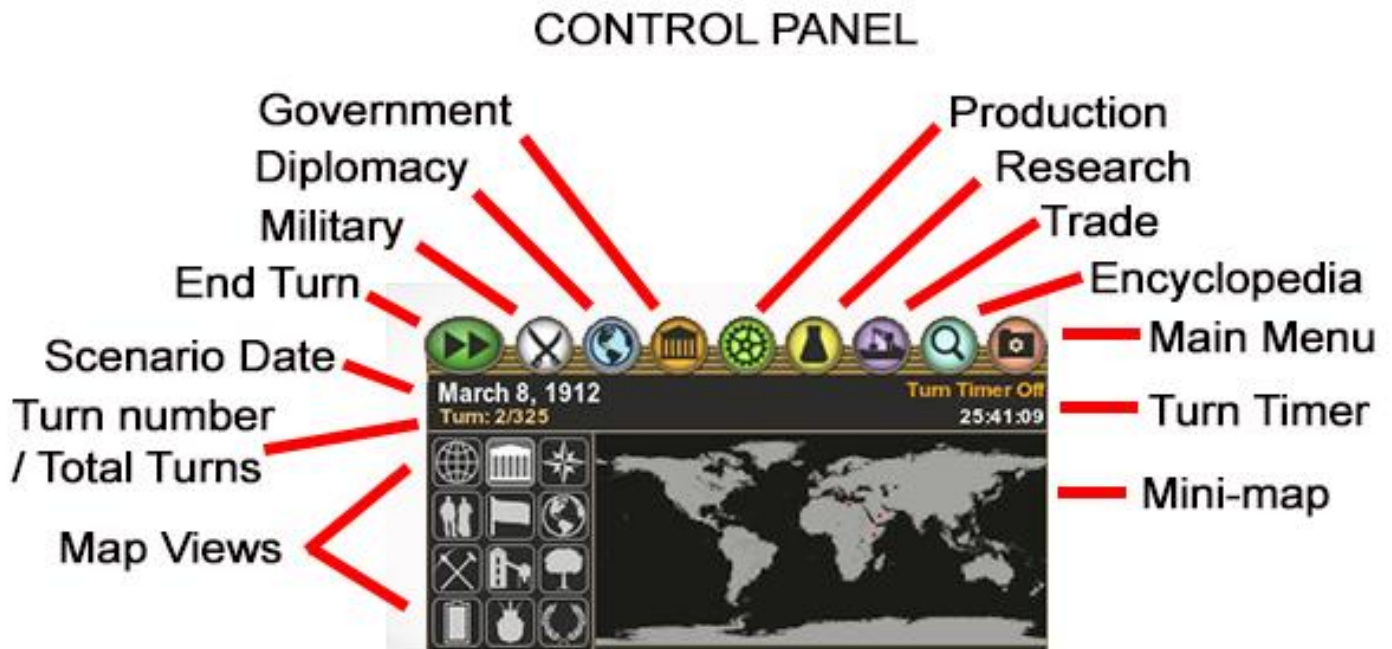 CONTROL PANEL
Government
Diplomacy
Military
End Turn
Scenario Date
Turn number
/ Total Turns
Map Views
Production
Research
Trade
Encyclopedia
Main Menu
Turn Timer
Mini-map
March 8, 1912
Turn: 2/325
Turn Timer Off
25:41:09